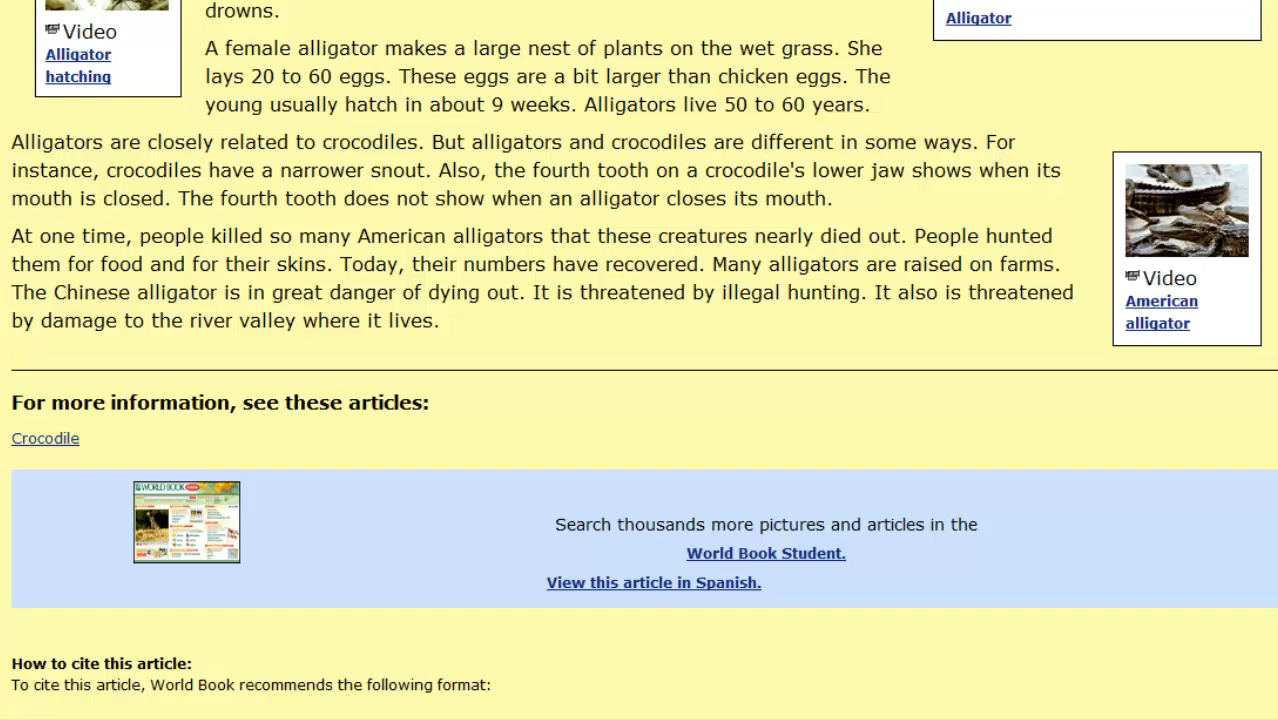 drowns.
Video
Alligator
hatching
Alligator
A female alligator makes a large nest of plants on the wet grass. She
lays 20 to 60 eggs. These eggs are a bit larger than chicken eggs. The
young usually hatch in about 9 weeks. Alligators live 50 to 60 years.
Alligators are closely related to crocodiles. But alligators and crocodiles are different in some ways. For
instance, crocodiles have a narrower snout. Also, the fourth tooth on a crocodile's lower jaw shows when its
mouth is closed. The fourth tooth does not show when an alligator closes its mouth.
At one time, people killed so many American alligators that these creatures nearly died out. People hunted
them for food and for their skins. Today, their numbers have recovered. Many alligators are raised on farms.
The Chinese alligator is in great danger of dying out. It is threatened by illegal hunting. It also is threatened
by damage to the river valley where it lives.
Video
American
alligator
For more information, see these articles:
Crocodile
WORLD BOOK
Search thousands more pictures and articles in the
World Book Student.
View this article in Spanish.
How to cite this article:
To cite this article, World Book recommends the following format: